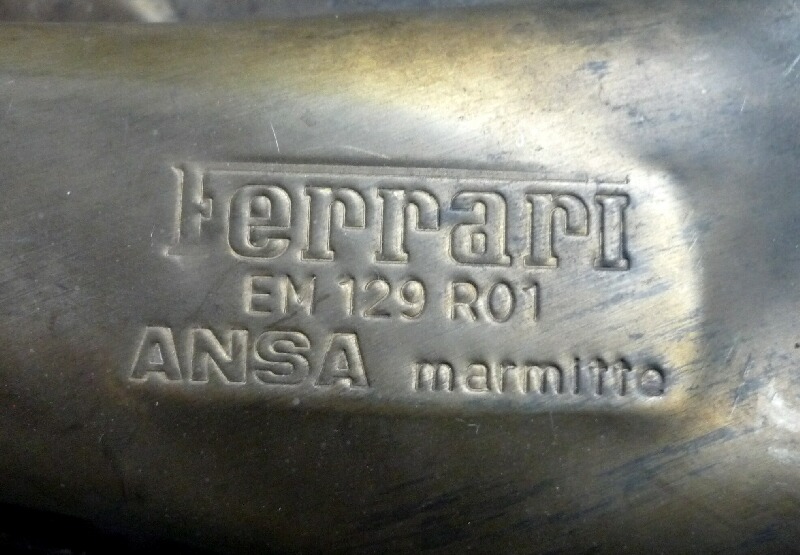 Ferrari
EM 129 R01
ANSA marmitte